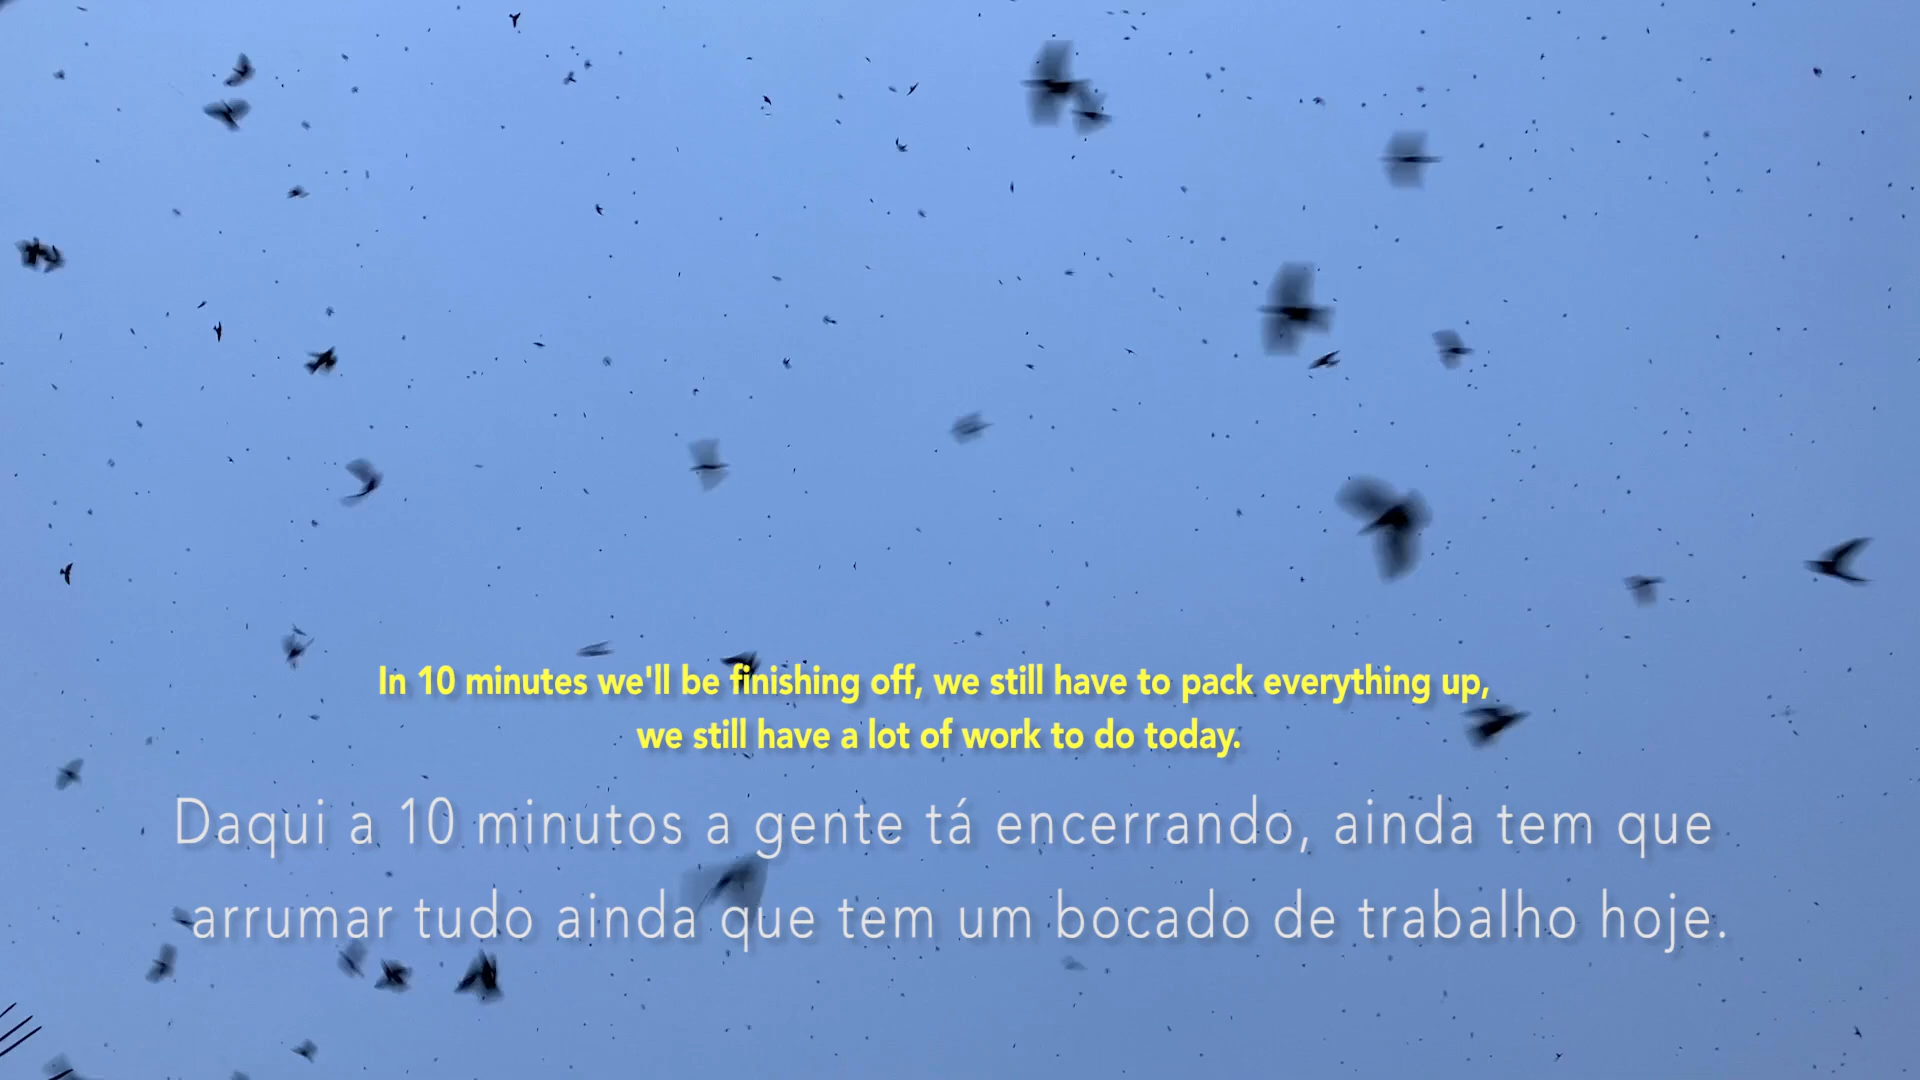 In 10 minutes we'll be finishing off, we still have to pack everything up,
we still have a lot of work to do today.
Daqui a 10 minutos a gente tá encerrando, ainda tem que
arrumar tudo ainda que tem um bocado de trabalho hoje.